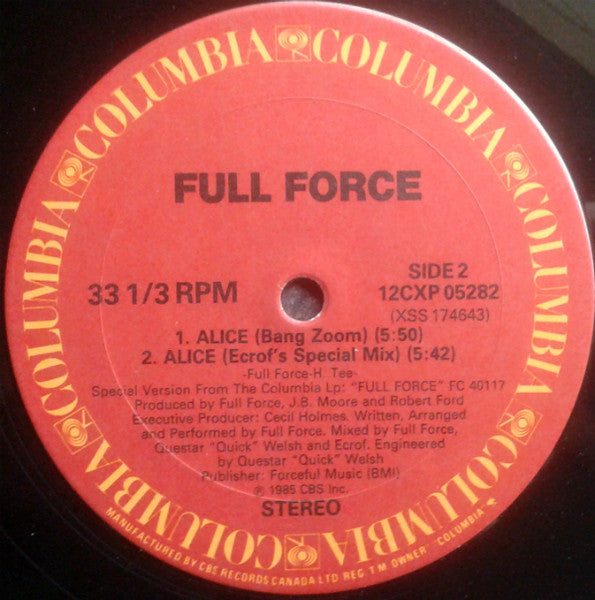 COLUMBIA COLUMBIA COLUMBIA COLUMBIA COLUMBIA COLUMBIA COLUMBIA COLUMBIA
FULL FORCE
33 1/3 RPM
SIDE 2
12CXP 05282
(XSS 174643)
1. ALICE (Bang Zoom) (5:50)
2. ALICE (Ecrof's Special Mix) (5:42)
-Full Force-H. Tee-
Special Version From The Columbia Lp: "FULL FORCE" FC 40117
Produced by Full Force, J.B. Moore and Robert Ford
Executive Producer: Cecil Holmes. Written, Arranged
and Performed by Full Force. Mixed by Full Force,
Questar "Quick" Welsh and Ecrof. Engineered
by Questar "Quick" Welsh
Publisher: Forceful Music (BMI)
℗ 1985 CBS Inc.
STEREO
MANUFACTURED BY CBS RECORDS CANADA LTD REG. T M OWNER "COLUMBIA"